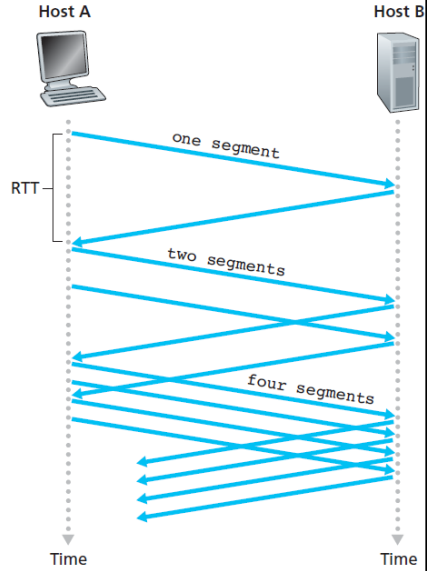 Host A
Host B
one segment
RTT
two segments
four segments
Time
Time